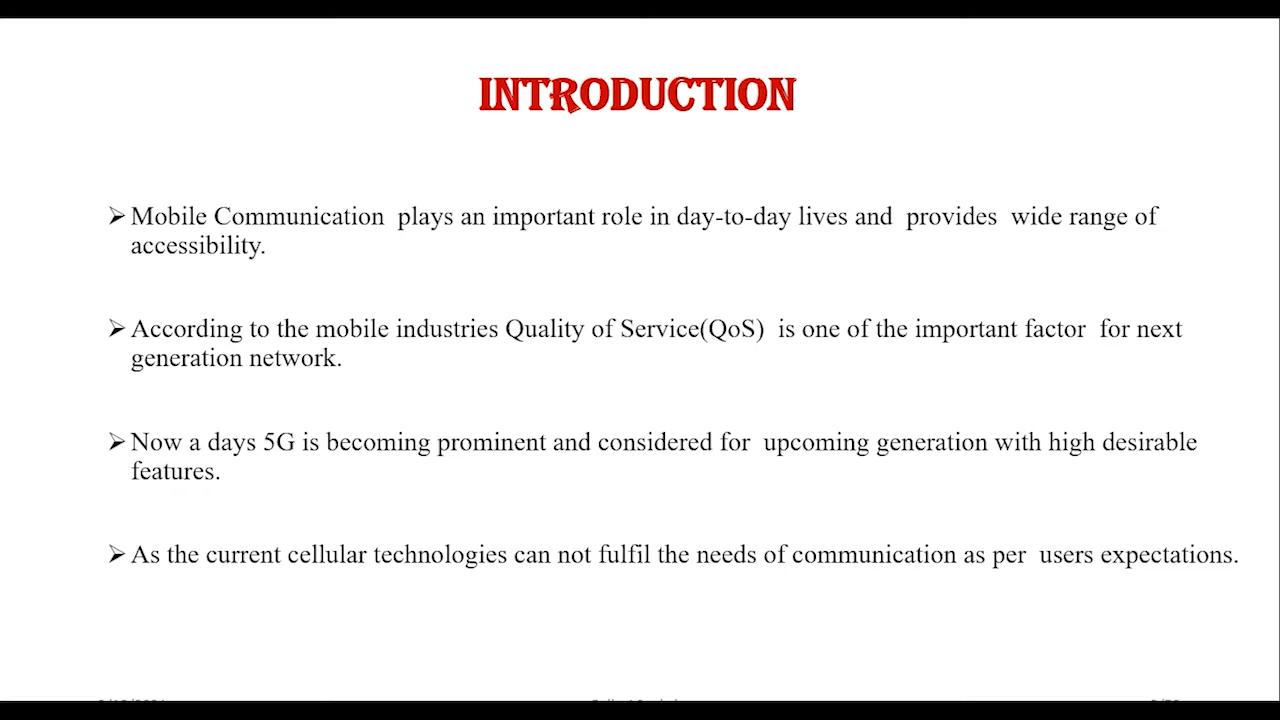 INTRODUCTION
➢ Mobile Communication plays an important role in day-to-day lives and provides wide range of
accessibility.
➢ According to the mobile industries Quality of Service(QoS) is one of the important factor for next
generation network.
➢ Now a days 5G is becoming prominent and considered for upcoming generation with high desirable
features.
➢ As the current cellular technologies can not fulfil the needs of communication as per users expectations.